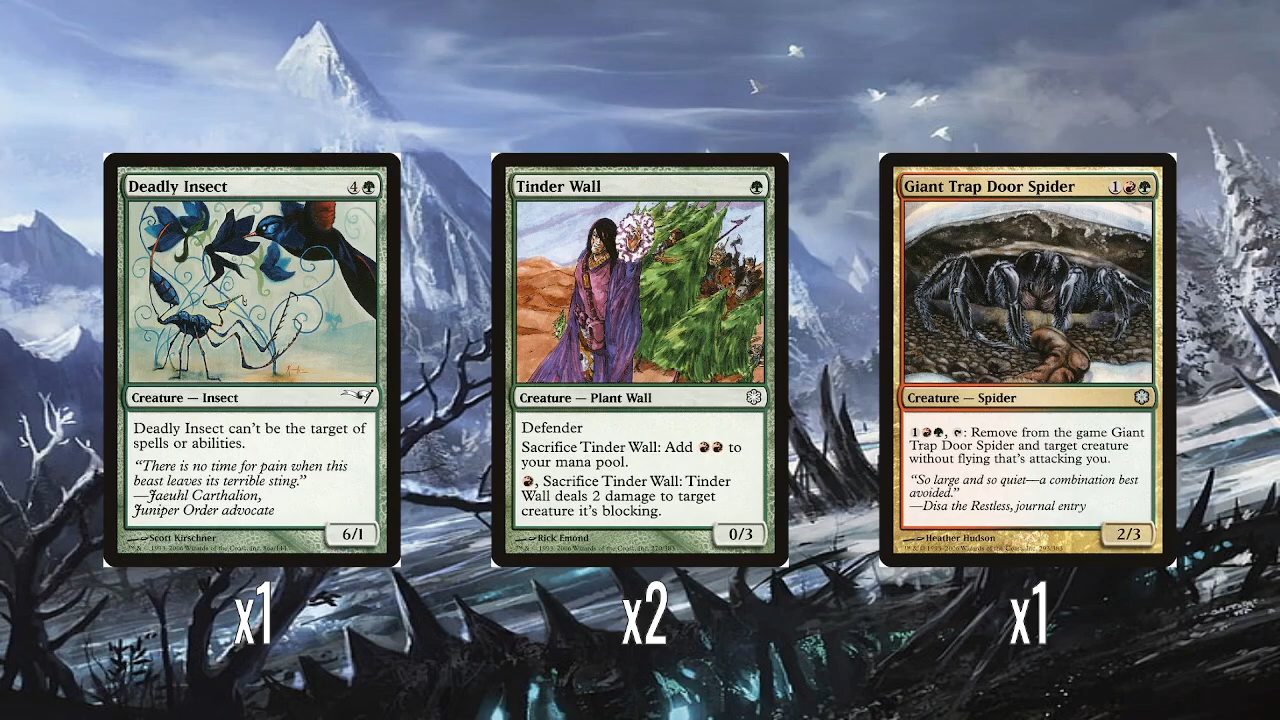 Deadly Insect 4
Creature — Insect
Deadly Insect can't be the target of
spells or abilities.
"There is no time for pain when this
beast leaves its terrible sting."
—Jaeuhl Carthalion,
Juniper Order advocate
6/1
Scott Kirschner
x1
Tinder Wall
Creature — Plant Wall
Defender
Sacrifice Tinder Wall: Add to
your mana pool.
, Sacrifice Tinder Wall: Tinder
Wall deals 2 damage to target
creature it's blocking.
0/3
Rick Emond
x2
Giant Trap Door Spider 1
Creature — Spider
1 , : Remove from the game Giant
Trap Door Spider and target creature
without flying that's attacking you.
"So large and so quiet—a combination best
avoided."
—Disa the Restless, journal entry
2/3
Heather Hudson
x1